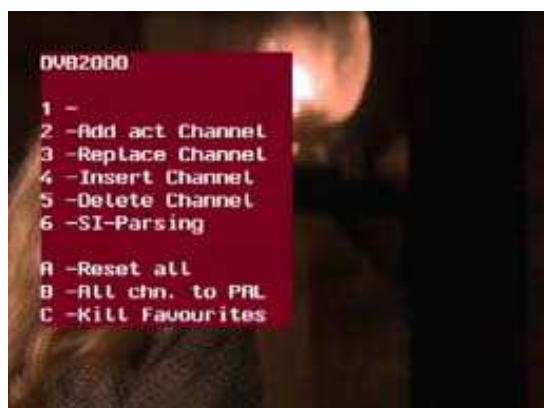 DVB2000
1 -
2 -Add act Channel
3 -Replace Channel
4 -Insert Channel
5 -Delete Channel
6 -SI-Parsing
A -Reset all
B -All chn. to PAL
C -Kill Favourites